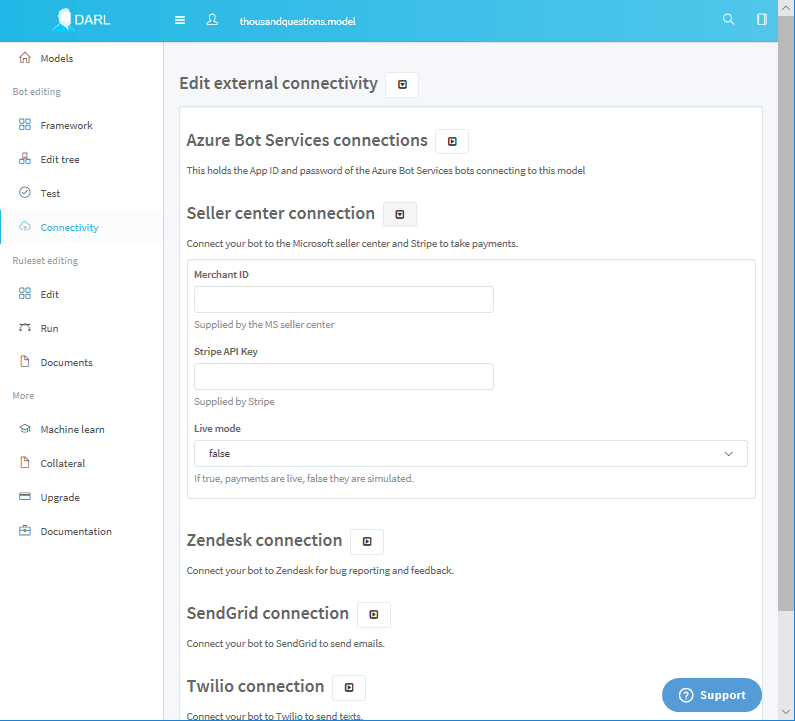 DARL
thousandquestions.model
Models
Bot editing
Framework
Edit tree
Test
Connectivity
Ruleset editing
Edit
Run
Documents
More
Machine learn
Collateral
Upgrade
Documentation
Edit external connectivity
Azure Bot Services connections
This holds the App ID and password of the Azure Bot Services bots connecting to this model
Seller center connection
Connect your bot to the Microsoft seller center and Stripe to take payments.
Merchant ID
Supplied by the MS seller center
Stripe API Key
Supplied by Stripe
Live mode
false
If true, payments are live, false they are simulated.
Zendesk connection
Connect your bot to Zendesk for bug reporting and feedback.
SendGrid connection
Connect your bot to SendGrid to send emails.
Twilio connection
Connect your bot to Twilio to send texts.
Support